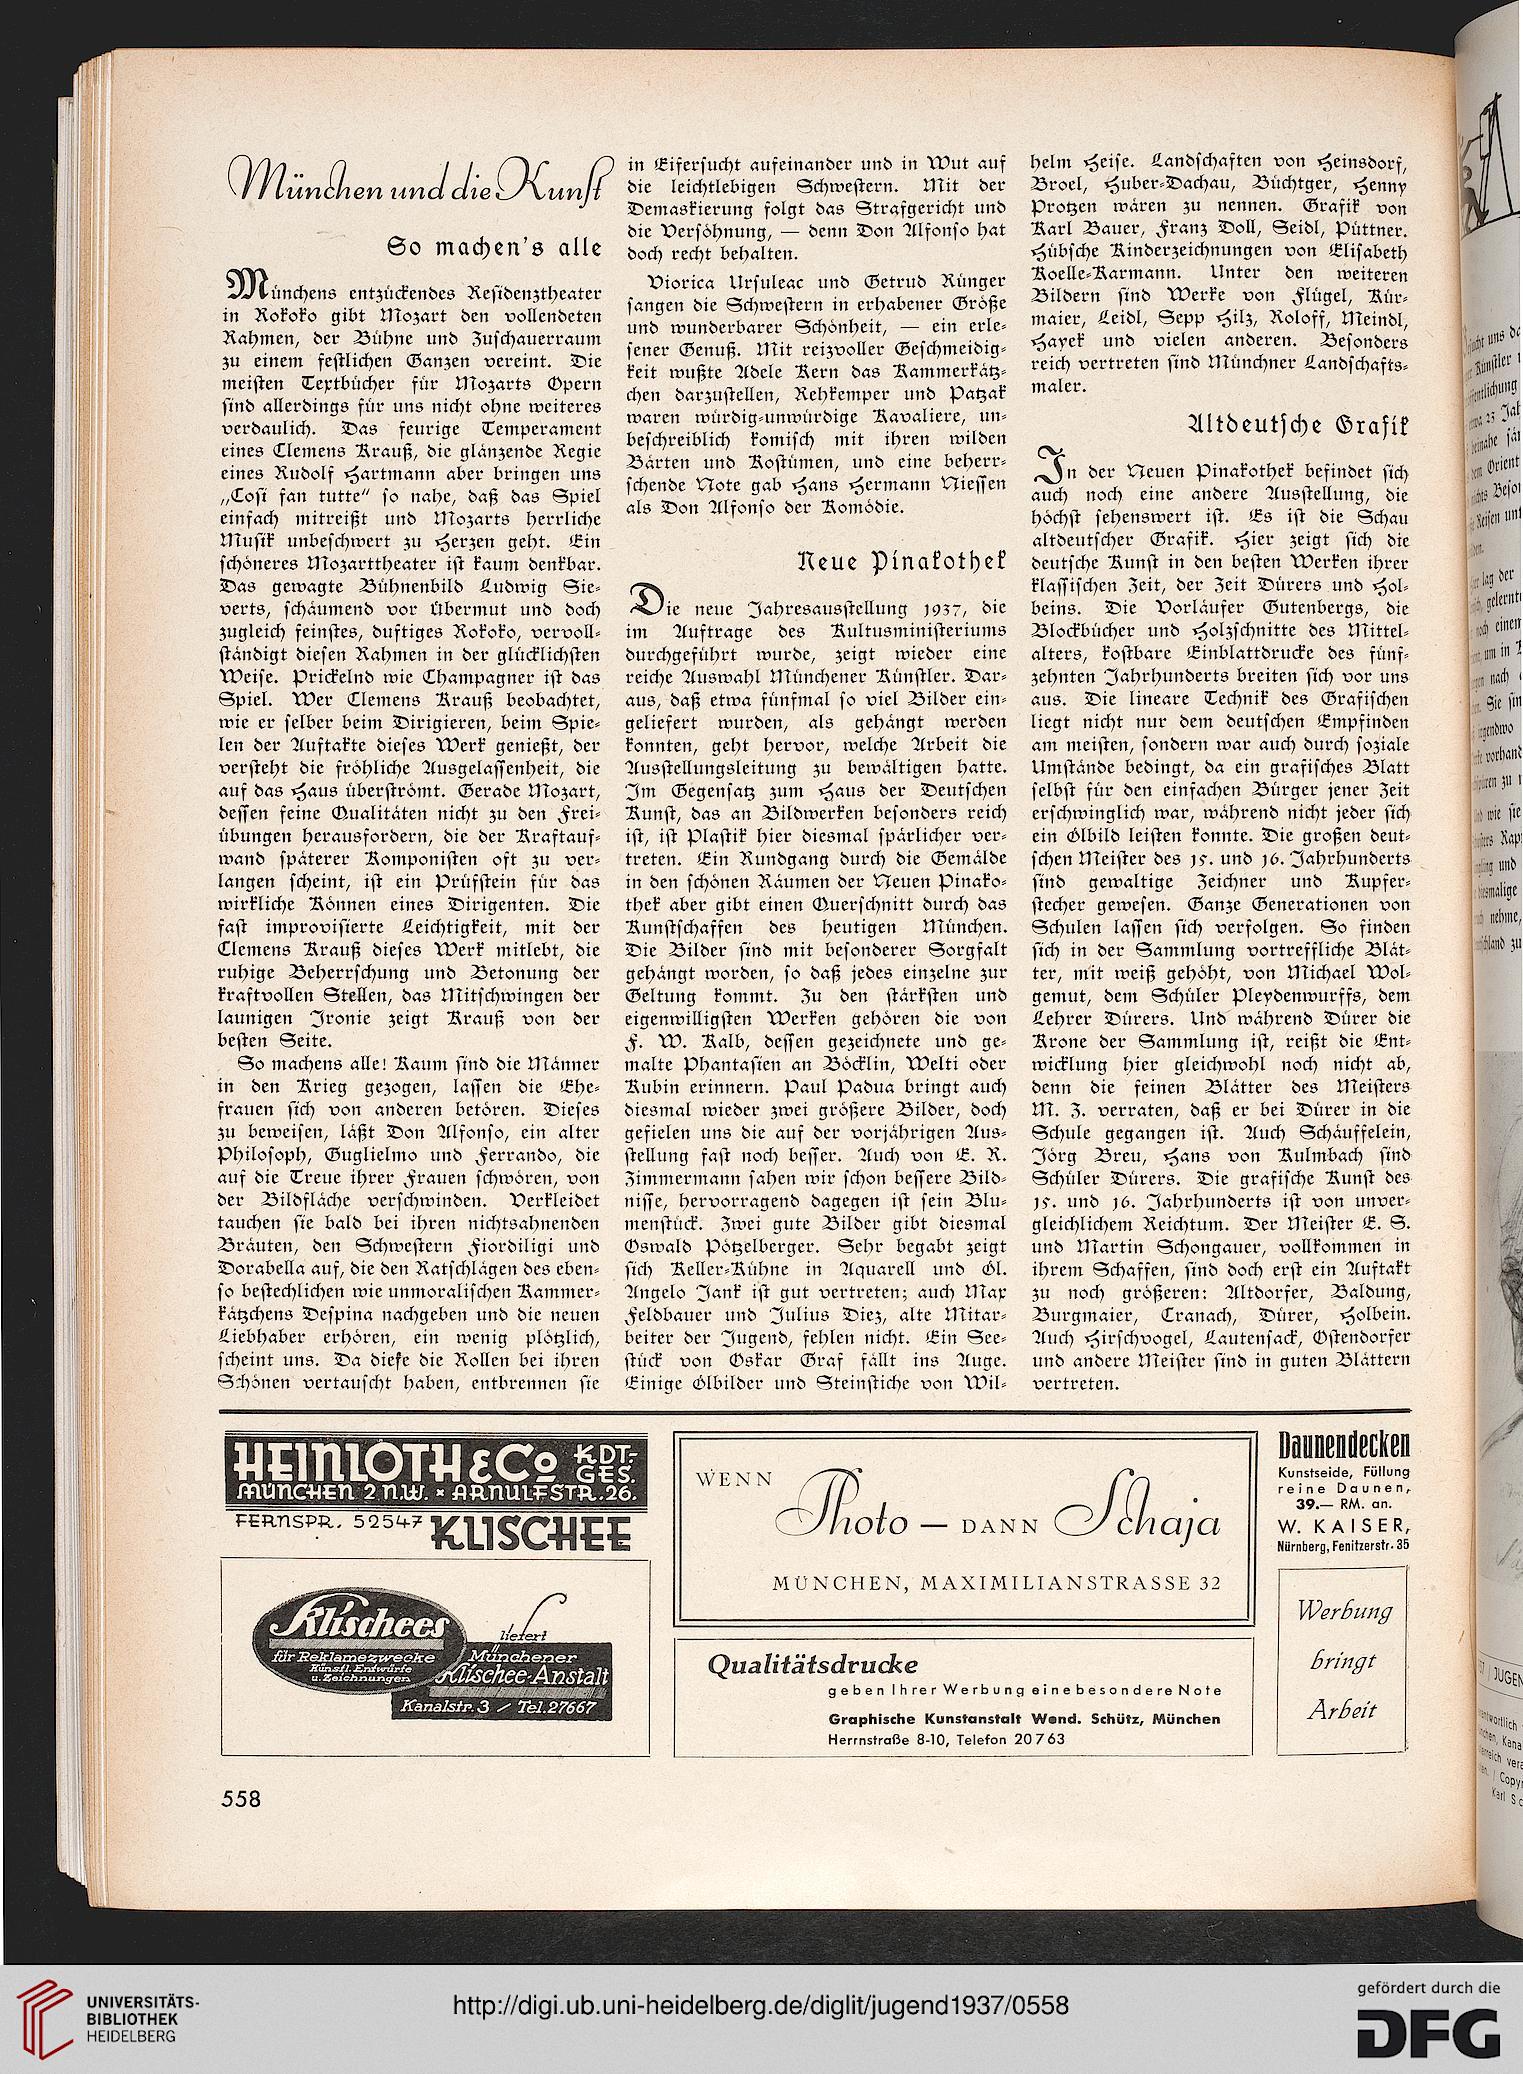 München und die Kunst
So machen's alle
Münchens entzückendes Residenztheater
in Rokoko gibt Mozart den vollendeten
Rahmen, der Bühne und Zuschauerraum
zu einem festlichen Ganzen vereint. Die
meisten Textbücher für Mozarts Opern
sind allerdings für uns nicht ohne weiteres
verdaulich. Das feurige Temperament
eines Clemens Krauß, die glänzende Regie
eines Rudolf Hartmann aber bringen uns
„Cosi fan tutte“ so nahe, daß das Spiel
einfach mitreißt und Mozarts herrliche
Musik unbeschwert zu Herzen geht. Ein
schöneres Mozarttheater ist kaum denkbar.
Das gewagte Bühnenbild Ludwig Sie-
verts, schäumend vor Übermut und doch
zugleich feinstes, duftiges Rokoko, vervoll-
ständigt diesen Rahmen in der glücklichsten
Weise. Prickelnd wie Champagner ist das
Spiel. Wer Clemens Krauß beobachtet,
wie er selber beim Dirigieren, beim Spie-
len der Auftakte dieses Werk genießt, der
versteht die fröhliche Ausgelassenheit, die
auf das Haus überströmt. Gerade Mozart,
dessen feine Qualitäten nicht zu den Frei-
übungen herausfordern, die der Kraftauf-
wand späterer Komponisten oft zu ver-
langen scheint, ist ein Prüfstein für das
wirkliche Können eines Dirigenten. Die
fast improvisierte Leichtigkeit, mit der
Clemens Krauß dieses Werk mitlebt, die
ruhige Beherrschung und Betonung der
kraftvollen Stellen, das Mitschwingen der
launigen Ironie zeigt Krauß von der
besten Seite.
So machens alle! Kaum sind die Männer
in den Krieg gezogen, lassen die Ehe-
frauen sich von anderen betören. Dieses
zu beweisen, läßt Don Alfonso, ein alter
Philosoph, Guglielmo und Ferrando, die
auf die Treue ihrer Frauen schwören, von
der Bildfläche verschwinden. Verkleidet
tauchen sie bald bei ihren nichtsahnenden
Bräuten, den Schwestern Fiordiligi und
Dorabella auf, die den Ratschlägen des eben-
so bestechlichen wie unmoralischen Kammer-
kätzchens Despina nachgeben und die neuen
Liebhaber erhören, ein wenig plötzlich,
scheint uns. Da diese die Rollen bei ihren
Schönen vertauscht haben, entbrennen sie
in Eifersucht aufeinander und in Wut auf
die leichtlebigen Schwestern. Mit der
Demaskierung folgt das Strafgericht und
die Versöhnung, — denn Don Alfonso hat
doch recht behalten.
Viorica Ursuleac und Getrud Rünger
sangen die Schwestern in erhabener Größe
und wunderbarer Schönheit, — ein erle-
sener Genuß. Mit reizvoller Geschmeidig-
keit wußte Adele Kern das Kammerkätz-
chen darzustellen, Rehkemper und Patzak
waren würdig-unwürdige Kavaliere, un-
beschreiblich komisch mit ihren wilden
Bärten und Kostümen, und eine beherr-
schende Note gab Hans Hermann Niessen
als Don Alfonso der Komödie.
Neue Pinakothek
Die neue Jahresausstellung 1937, die
im Auftrage des Kultusministeriums
durchgeführt wurde, zeigt wieder eine
reiche Auswahl Münchener Künstler. Dar-
aus, daß etwa fünfmal so viel Bilder ein-
geliefert wurden, als gehängt werden
konnten, geht hervor, welche Arbeit die
Ausstellungsleitung zu bewältigen hatte.
Im Gegensatz zum Haus der Deutschen
Kunst, das an Bildwerken besonders reich
ist, ist Plastik hier diesmal spärlicher ver-
treten. Ein Rundgang durch die Gemälde
in den schönen Räumen der Neuen Pinako-
thek aber gibt einen Querschnitt durch das
Kunstschaffen des heutigen München.
Die Bilder sind mit besonderer Sorgfalt
gehängt worden, so daß jedes einzelne zur
Geltung kommt. Zu den stärksten und
eigenwilligsten Werken gehören die von
F. W. Kalb, dessen gezeichnete und ge-
malte Phantasien an Böcklin, Welti oder
Kubin erinnern. Paul Padua bringt auch
diesmal wieder zwei größere Bilder, doch
gefielen uns die auf der vorjährigen Aus-
stellung fast noch besser. Auch von E. R.
Zimmermann sahen wir schon bessere Bild-
nisse, hervorragend dagegen ist sein Blu-
menstück. Zwei gute Bilder gibt diesmal
Oswald Pötzelberger. Sehr begabt zeigt
sich Keller-Kühne in Aquarell und Öl.
Angelo Jank ist gut vertreten; auch Max
Feldbauer und Julius Diez, alte Mitar-
beiter der Jugend, fehlen nicht. Ein See-
stück von Oskar Graf fällt ins Auge.
Einige Ölbilder und Steinstiche von Wil-
helm Heise. Landschaften von Heinsdorf,
Broel, Huber-Dachau, Büchtger, Henny
Protzen wären zu nennen. Grafik von
Karl Bauer, Franz Doll, Seidl, Püttner.
Hübsche Kinderzeichnungen von Elisabeth
Koelle-Karmann. Unter den weiteren
Bildern sind Werke von Flügel, Kür-
maier, Leidl, Sepp Hilz, Roloff, Meindl,
Hayek und vielen anderen. Besonders
reich vertreten sind Münchner Landschafts-
maler.
Altdeutsche Grafik
In der Neuen Pinakothek befindet sich
auch noch eine andere Ausstellung, die
höchst sehenswert ist. Es ist die Schau
altdeutscher Grafik. Hier zeigt sich die
deutsche Kunst in den besten Werken ihrer
klassischen Zeit, der Zeit Dürers und Hol-
beins. Die Vorläufer Gutenbergs, die
Blockbücher und Holzschnitte des Mittel-
alters, kostbare Einblattdrucke des fünf-
zehnten Jahrhunderts breiten sich vor uns
aus. Die lineare Technik des Grafischen
liegt nicht nur dem deutschen Empfinden
am meisten, sondern war auch durch soziale
Umstände bedingt, da ein grafisches Blatt
selbst für den einfachen Bürger jener Zeit
erschwinglich war, während nicht jeder sich
ein Ölbild leisten konnte. Die großen deut-
schen Meister des 15. und 16. Jahrhunderts
sind gewaltige Zeichner und Kupfer-
stecher gewesen. Ganze Generationen von
Schulen lassen sich verfolgen. So finden
sich in der Sammlung vortreffliche Blät-
ter, mit weiß gehöht, von Michael Wol-
gemut, dem Schüler Pleydenwurffs, dem
Lehrer Dürers. Und während Dürer die
Krone der Sammlung ist, reißt die Ent-
wicklung hier gleichwohl noch nicht ab,
denn die feinen Blätter des Meisters
M. Z. verraten, daß er bei Dürer in die
Schule gegangen ist. Auch Schäuffelein,
Jörg Breu, Hans von Kulmbach sind
Schüler Dürers. Die grafische Kunst des
15. und 16. Jahrhunderts ist von unver-
gleichlichem Reichtum. Der Meister E. S.
und Martin Schongauer, vollkommen in
ihrem Schaffen, sind doch erst ein Auftakt
zu noch größeren: Altdorfer, Baldung,
Burgmaier, Cranach, Dürer, Holbein.
Auch Hirschvogel, Lautensack, Ostendorfer
und andere Meister sind in guten Blättern
vertreten.
HEINLOTH & Co KDT.-GES.
MÜNCHEN 2 N.W. × ARNULFSTR. 26.
FERNSPR. 52547 KLISCHEE
Klischees
für Reklamezwecke
Künstl. Entwürfe
u. Zeichnungen
liefert
Münchener
Klischee-Anstalt
Kanalstr. 3 / Tel. 27667
WENN
Photo — DANN Schaja
MÜNCHEN, MAXIMILIANSTRASSE 32
Qualitätsdrucke
geben Ihrer Werbung eine besondere Note
Graphische Kunstanstalt Wend. Schütz, München
Herrnstraße 8-10, Telefon 20763
Daunendecken
Kunstseide, Füllung
reine Daunen,
39.— RM. an.
W. KAISER,
Nürnberg, Fenitzerstr. 35
Werbung
bringt
Arbeit
558
UNIVERSITÄTS-
BIBLIOTHEK
HEIDELBERG
http://digi.ub.uni-heidelberg.de/diglit/jugend1937/0558
gefördert durch die
DFG